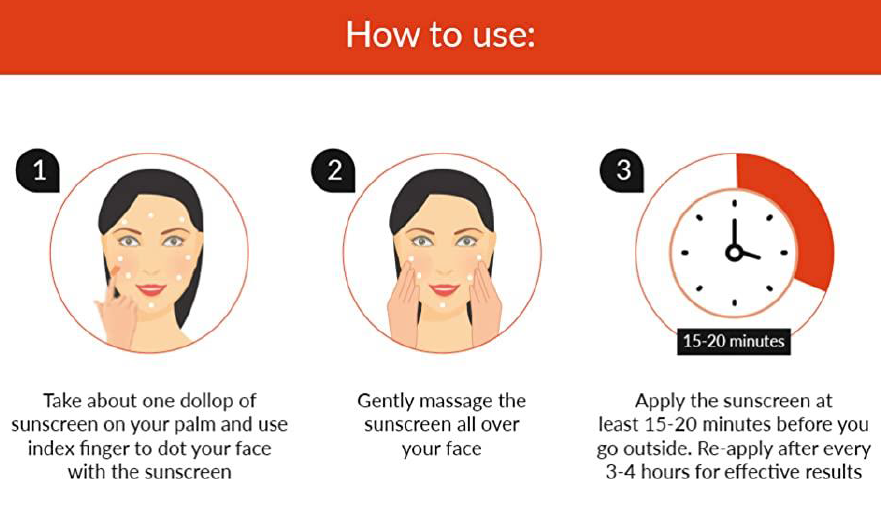 How to use:
1
Take about one dollop of
sunscreen on your palm and use
index finger to dot your face
with the sunscreen
2
Gently massage the
sunscreen all over
your face
3
15-20 minutes
Apply the sunscreen at
least 15-20 minutes before you
go outside. Re-apply after every
3-4 hours for effective results